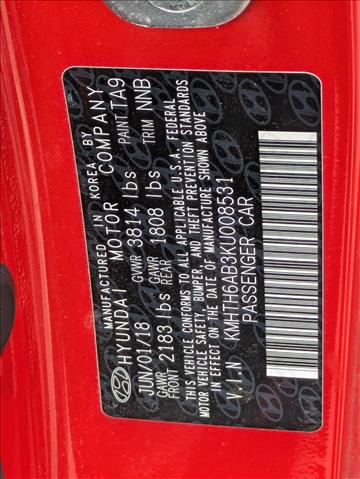 MANUFACTURED IN KOREA BY
HYUNDAI MOTOR COMPANY
JUN/01/18 GVWR 3814 lbs PAINT TA9
GAWR FRONT 2183 lbs GAWR REAR 1808 lbs TRIM NNB
THIS VEHICLE CONFORMS TO ALL APPLICABLE U.S.A. FEDERAL
MOTOR VEHICLE SAFETY, BUMPER, AND THEFT PREVENTION STANDARDS
IN EFFECT ON THE DATE OF MANUFACTURE SHOWN ABOVE
V.I.N KMHTH6AB3KU008531
PASSENGER CAR